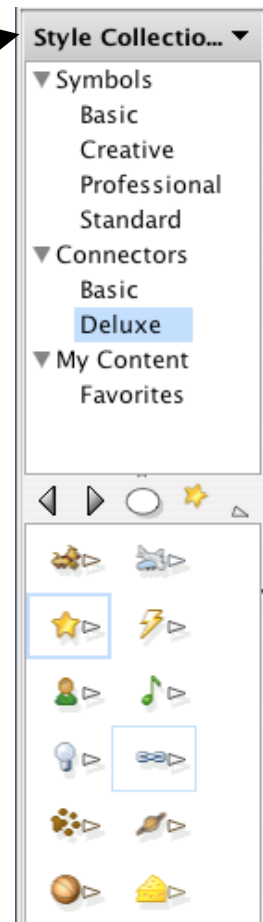 Style Collectio...
Symbols
Basic
Creative
Professional
Standard
Connectors
Basic
Deluxe
My Content
Favorites